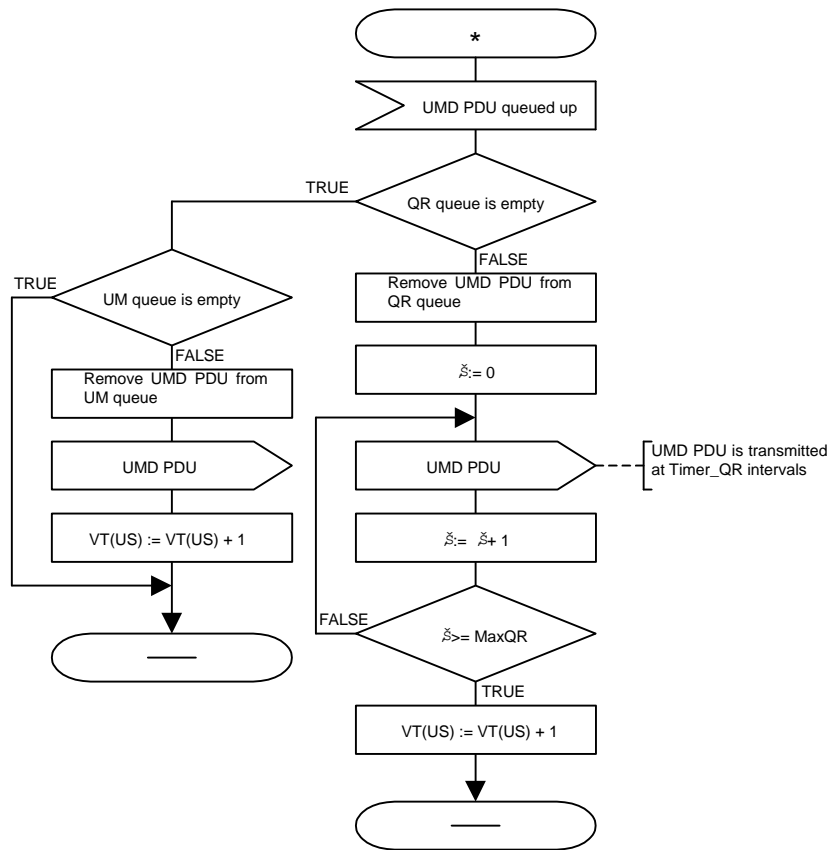 *
UMD PDU queued up
TRUE
QR queue is empty
FALSE
TRUE
UM queue is empty
Remove UMD PDU from
QR queue
FALSE
:= 0
Remove UMD PDU from
UM queue
UMD PDU
UMD PDU
UMD PDU is transmitted
at Timer_QR intervals
VT(US) := VT(US) + 1
:= + 1
FALSE
>= MaxQR
TRUE
VT(US) := VT(US) + 1